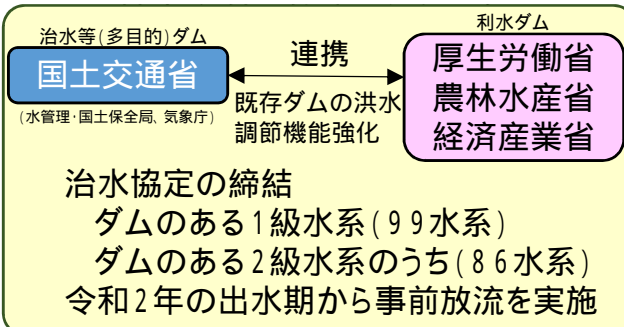 治水等(多目的)ダム
国土交通省
(水管理・国土保全局、気象庁)
連携
既存ダムの洪水
調節機能強化
利水ダム
厚生労働省
農林水産省
経済産業省
治水協定の締結
ダムのある1級水系(99水系)
ダムのある2級水系のうち(86水系)
令和2年の出水期から事前放流を実施